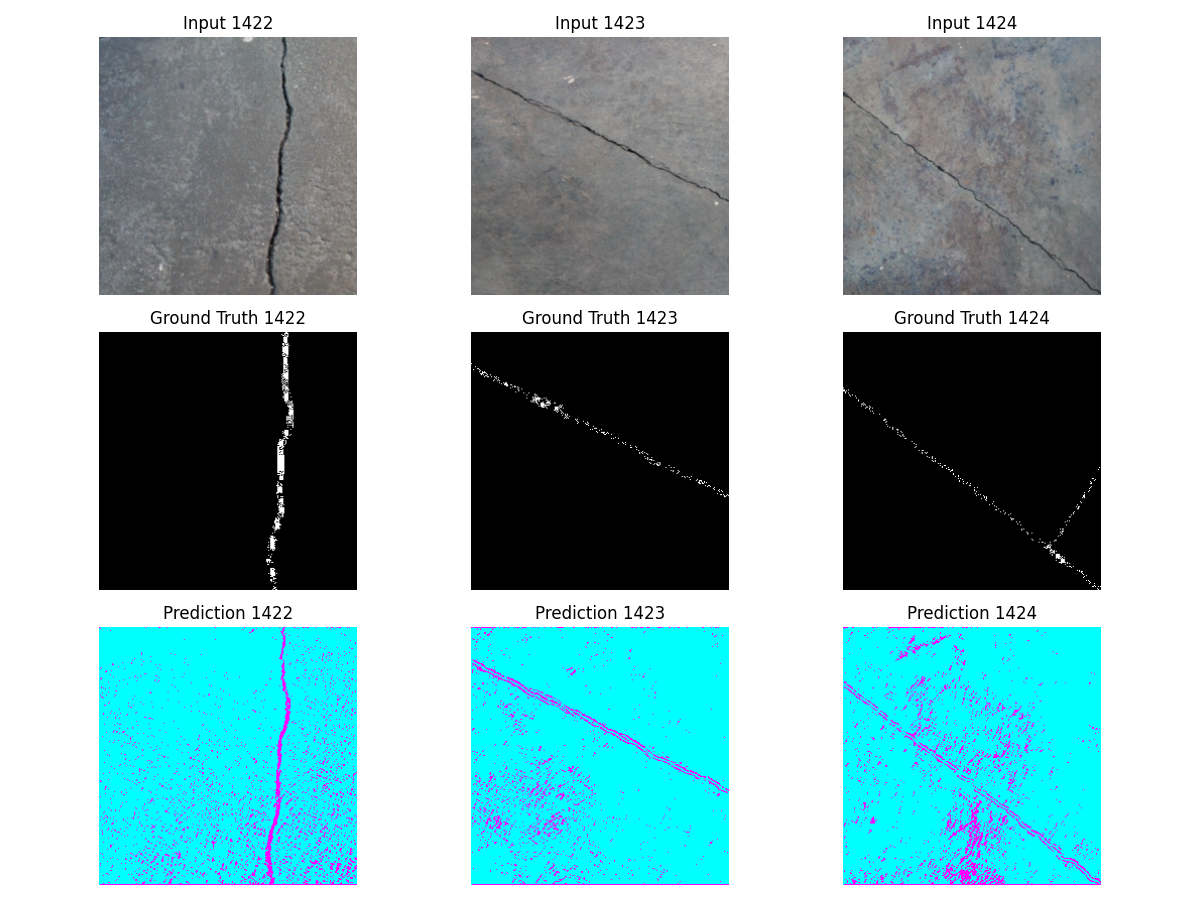 Input 1422
Input 1423
Input 1424
Ground Truth 1422
Ground Truth 1423
Ground Truth 1424
Prediction 1422
Prediction 1423
Prediction 1424